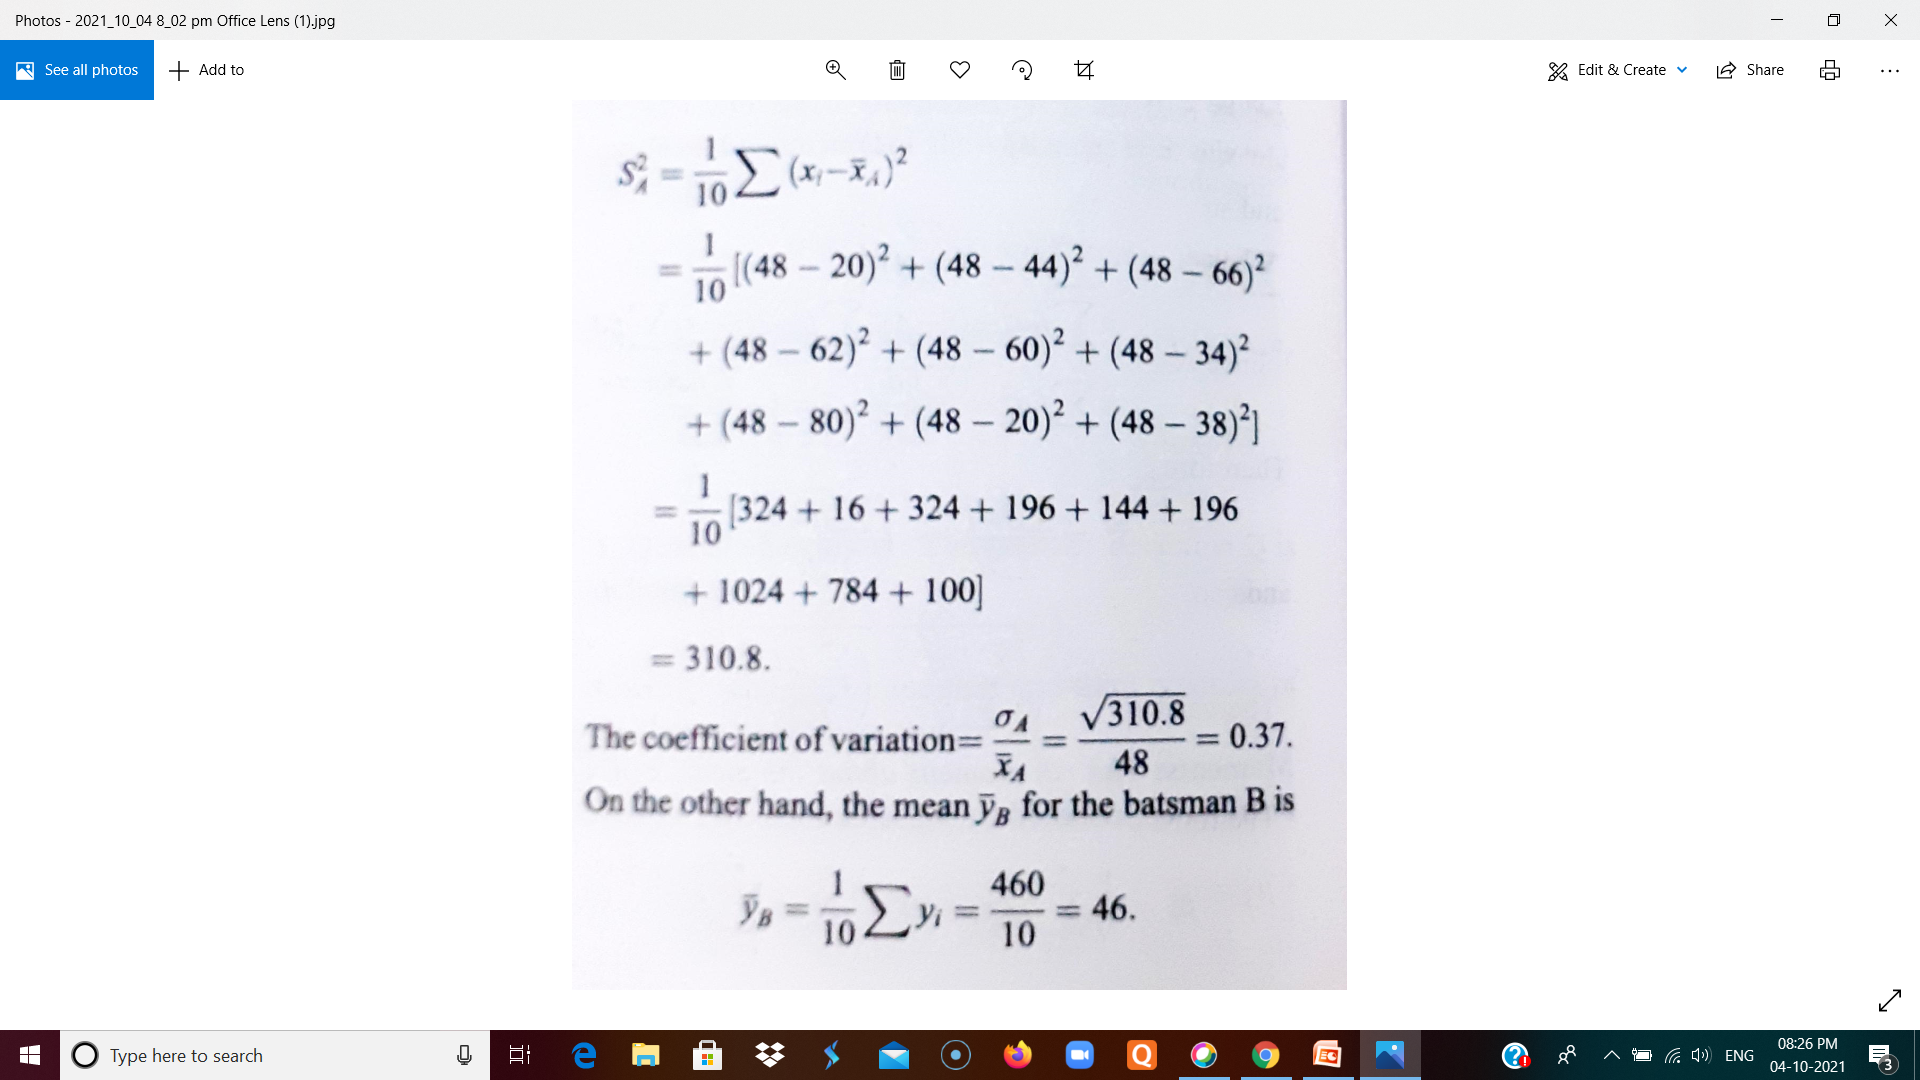 Photos - 2021_10_04 8_02 pm Office Lens (1).jpg
See all photos
Add to
Edit & Create
Share
S²_A = 1/10 ∑ (x_i − x̄_A)²
= 1/10 [(48 − 20)² + (48 − 44)² + (48 − 66)²
+ (48 − 62)² + (48 − 60)² + (48 − 34)²
+ (48 − 80)² + (48 − 20)² + (48 − 38)²]
= 1/10 [324 + 16 + 324 + 196 + 144 + 196
+ 1024 + 784 + 100]
= 310.8.
The coefficient of variation= σ_A / x̄_A = √310.8 / 48 = 0.37.
On the other hand, the mean ȳ_B for the batsman B is
ȳ_B = 1/10 ∑ y_i = 460/10 = 46.
Type here to search
ENG
08:26 PM
04-10-2021
3